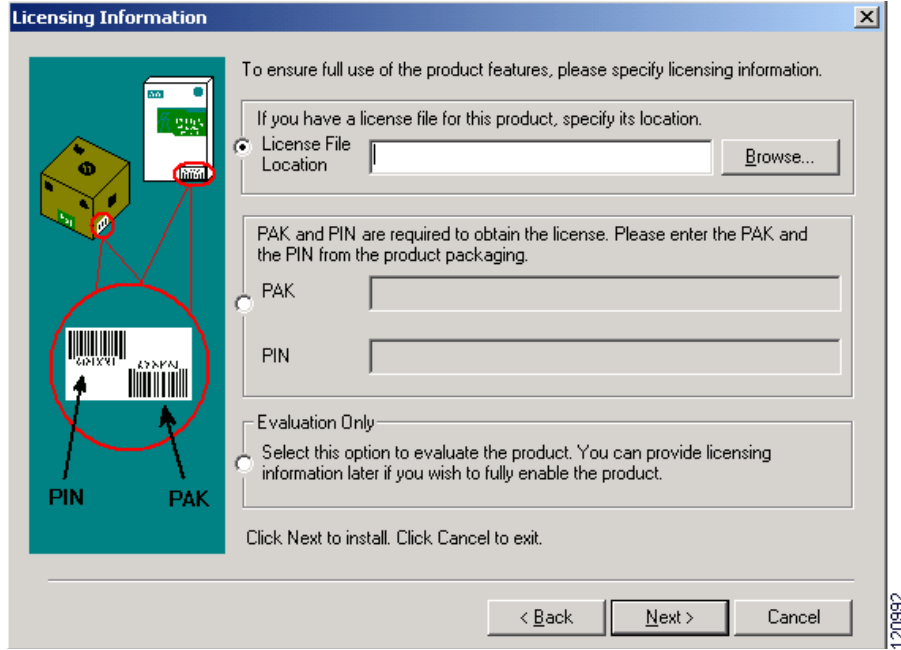 Licensing Information
To ensure full use of the product features, please specify licensing information.
If you have a license file for this product, specify its location.
License File
Location
Browse...
PAK and PIN are required to obtain the license. Please enter the PAK and
the PIN from the product packaging.
PAK
PIN
Evaluation Only
Select this option to evaluate the product. You can provide licensing
information later if you wish to fully enable the product.
PIN
PAK
Click Next to install. Click Cancel to exit.
< Back
Next >
Cancel
120992